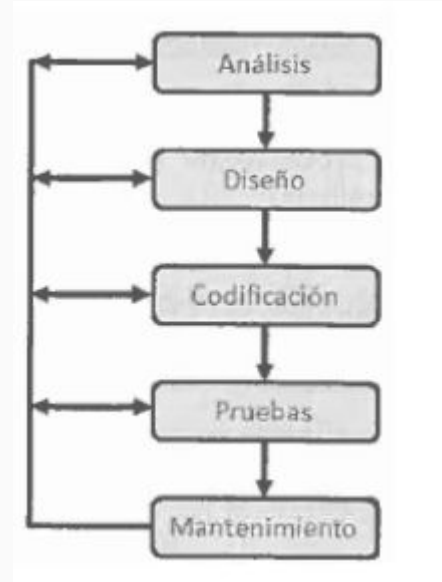 Análisis
Diseño
Codificación
Pruebas
Mantenimiento